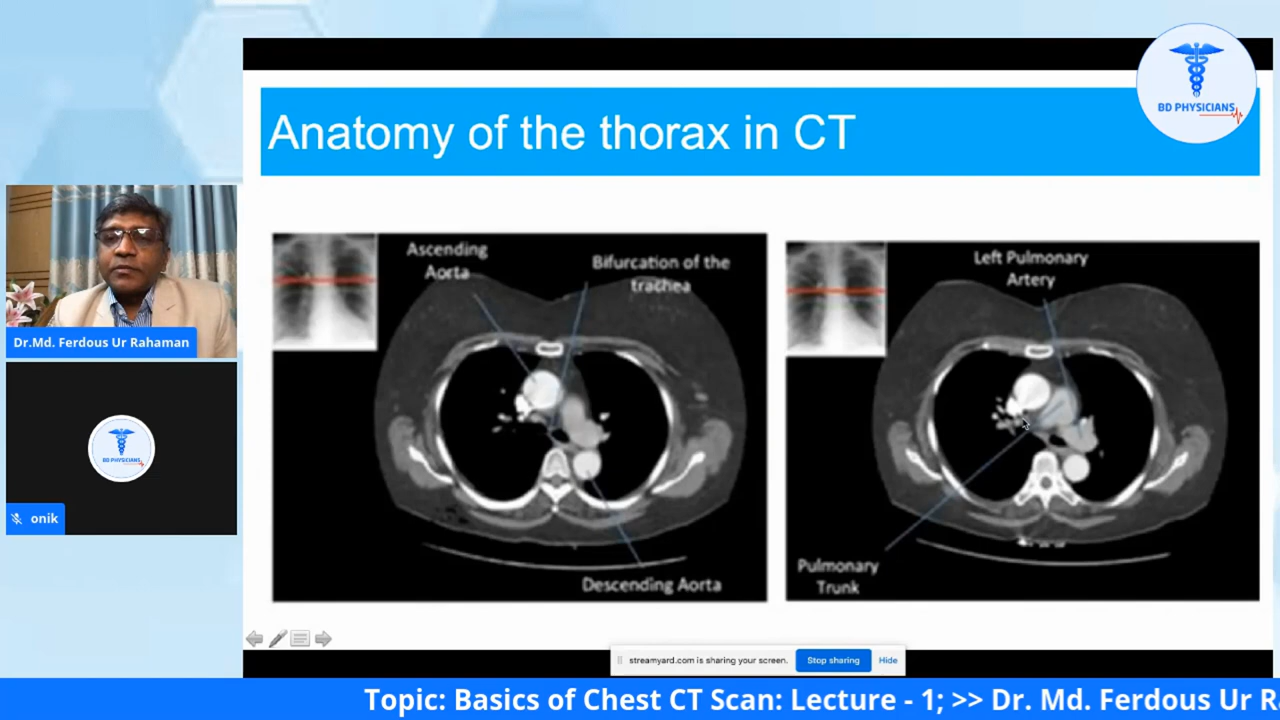 BD PHYSICIANS
Anatomy of the thorax in CT
Ascending
Aorta
Bifurcation of the
trachea
Descending Aorta
Left Pulmonary
Artery
Pulmonary
Trunk
Dr.Md. Ferdous Ur Rahaman
BD PHYSICIANS
onik
streamyard.com is sharing your screen.
Stop sharing
Hide
Topic: Basics of Chest CT Scan: Lecture - 1; >> Dr. Md. Ferdous Ur R